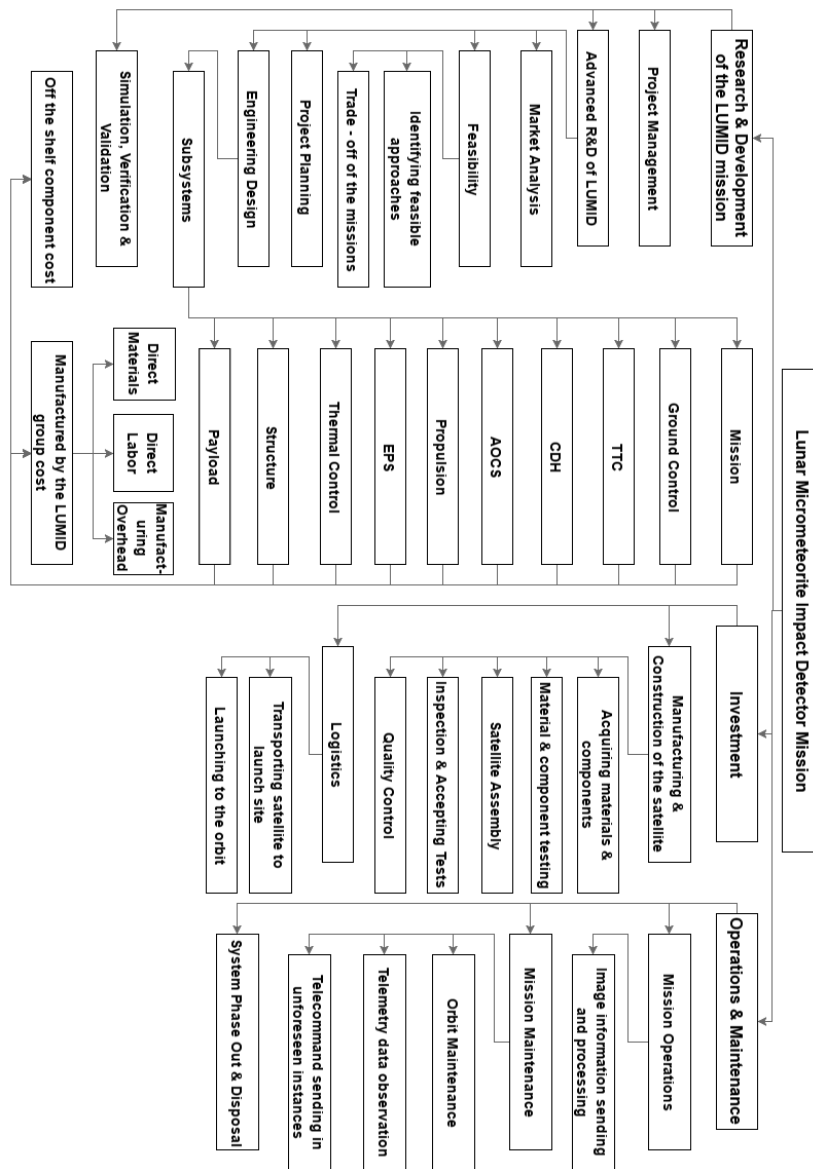 Lunar Micrometeorite Impact Detector Mission
Research & Development
of the LUMID mission
Project Management
Advanced R&D of LUMID
Market Analysis
Feasibility
Identifying feasible
approaches
Trade - off of the missions
Project Planning
Engineering Design
Subsystems
Simulation, Verification &
Validation
Off the shelf component cost
Mission
Ground Control
TTC
CDH
AOCS
Propulsion
EPS
Thermal Control
Structure
Payload
Direct
Materials
Direct
Labor
Manufact-
uring
Overhead
Manufactured by the LUMID
group cost
Investment
Manufacturing &
Construction of the satellite
Acquiring materials &
components
Material & component testing
Satellite Assembly
Inspection & Accepting Tests
Quality Control
Logistics
Transporting satellite to
launch site
Launching to the orbit
Operations & Maintenance
Mission Operations
Image information sending
and processing
Mission Maintenance
Orbit Maintenance
Telemetry data observation
Telecommand sending in
unforeseen instances
System Phase Out & Disposal